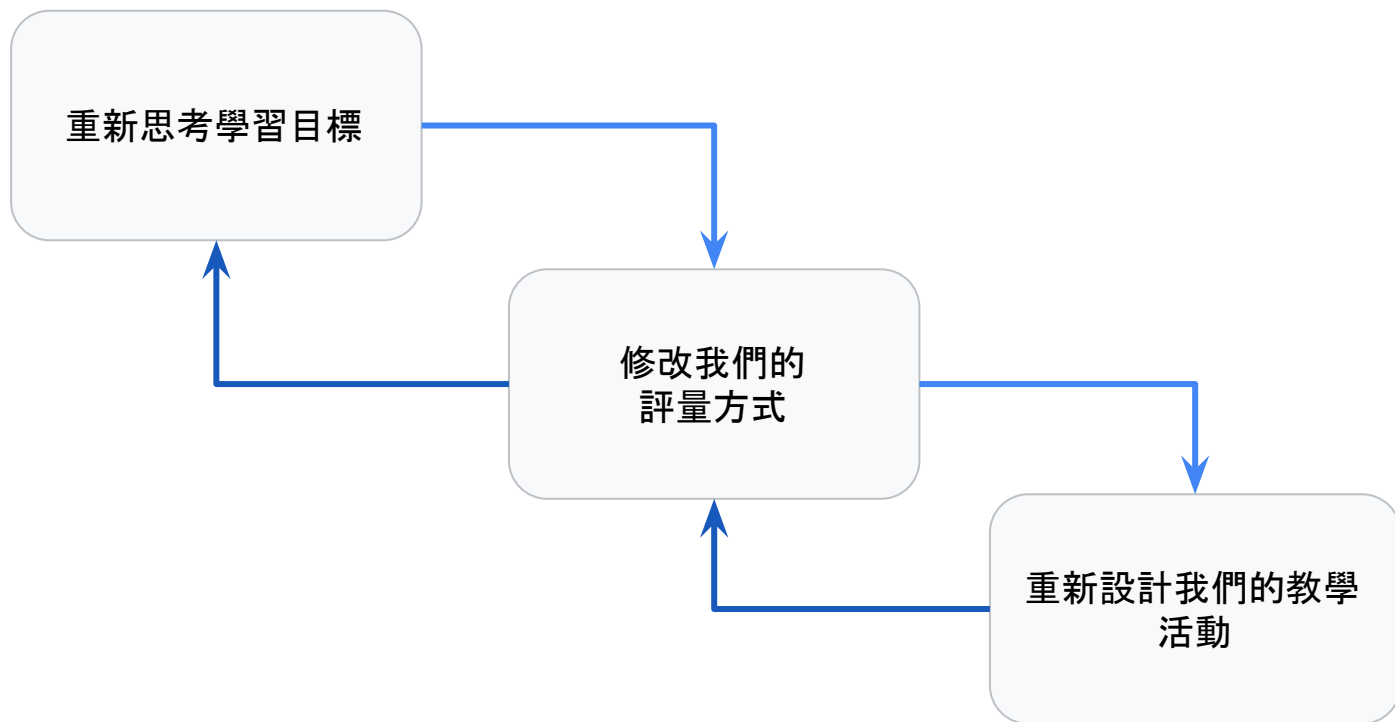 重新思考學習目標
修改我們的
評量方式
重新設計我們的教學
活動